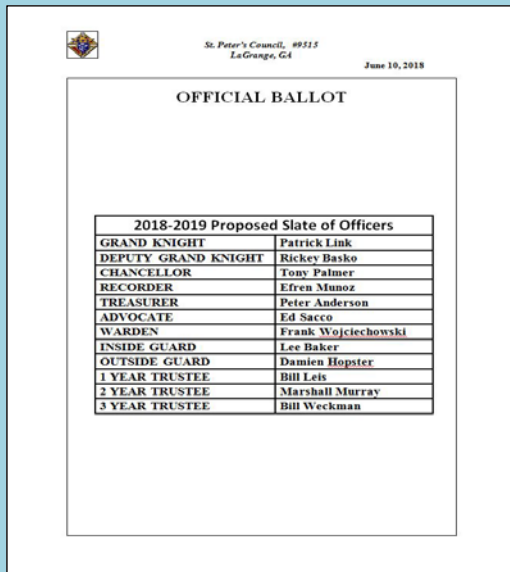 St. Peter's Council, #9515
LaGrange, GA
June 10, 2018
OFFICIAL BALLOT
2018-2019 Proposed Slate of Officers
GRAND KNIGHT Patrick Link
DEPUTY GRAND KNIGHT Rickey Basko
CHANCELLOR Tony Palmer
RECORDER Efren Munoz
TREASURER Peter Anderson
ADVOCATE Ed Sacco
WARDEN Frank Wojciechowski
INSIDE GUARD Lee Baker
OUTSIDE GUARD Damien Hopster
1 YEAR TRUSTEE Bill Leis
2 YEAR TRUSTEE Marshall Murray
3 YEAR TRUSTEE Bill Weckman